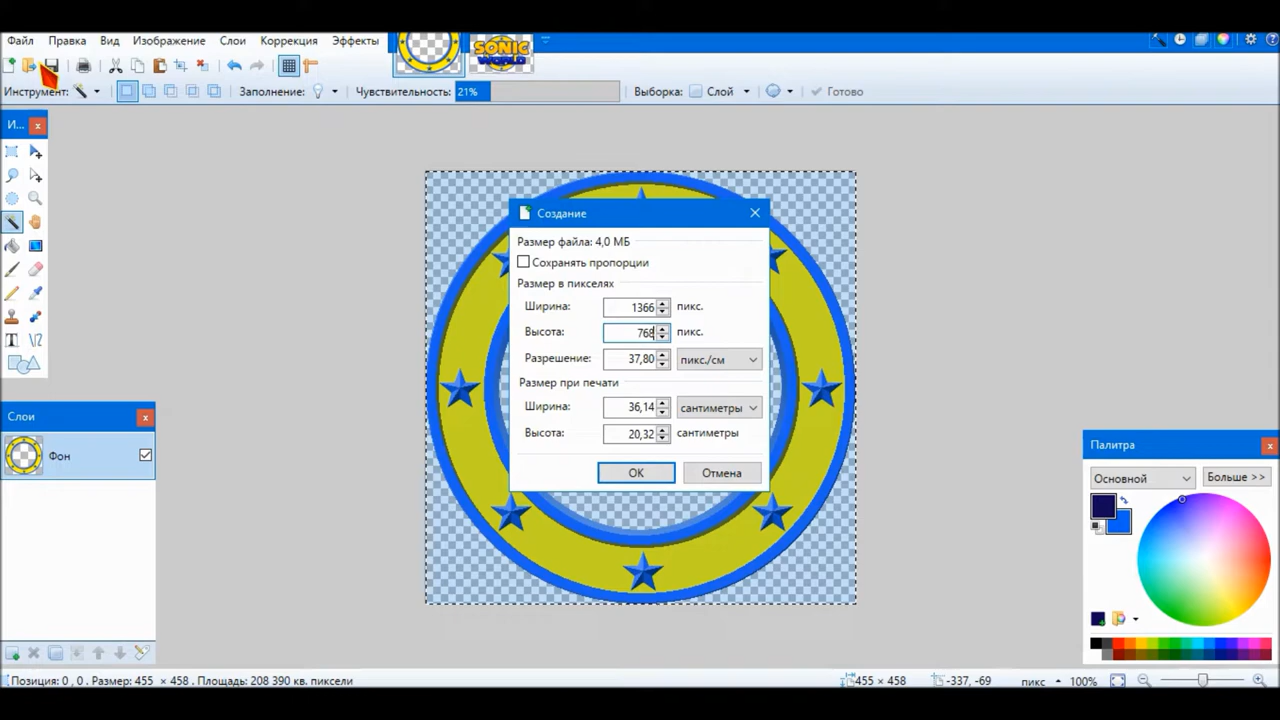 Файл Правка Вид Изображение Слои Коррекция Эффекты
SONIC
WORLD
Инструмент: Заполнение: Чувствительность: 21% Выборка: Слой Готово
И...
Создание
Размер файла: 4,0 МБ
Сохранять пропорции
Размер в пикселях
Ширина: 1366 пикс.
Высота: 768 пикс.
Разрешение: 37,80 пикс./см
Размер при печати
Ширина: 36,14 сантиметры
Высота: 20,32 сантиметры
OK Отмена
Слои
Фон
Палитра
Основной Больше >>
Позиция: 0 , 0 . Размер: 455 × 458 . Площадь: 208 390 кв. пиксели 455 × 458 -337, -69 пикс 100%